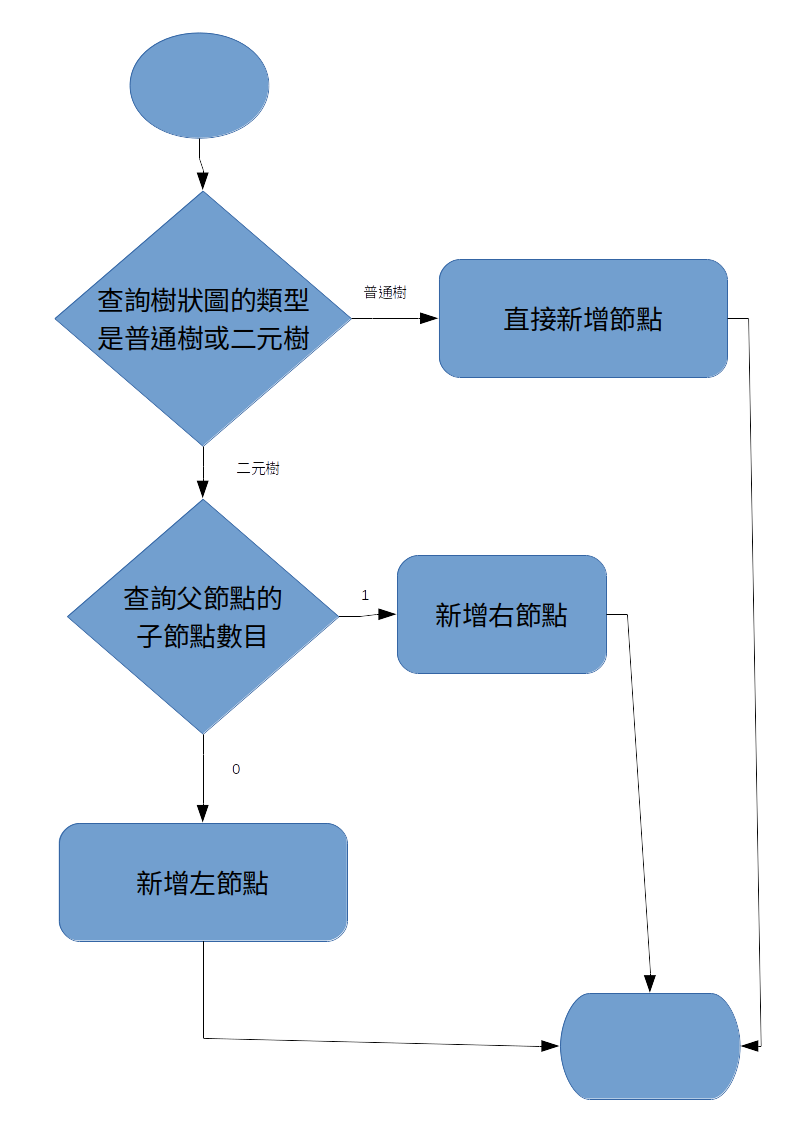 查詢樹狀圖的類型
是普通樹或二元樹
普通樹
直接新增節點
二元樹
查詢父節點的
子節點數目
1
新增右節點
0
新增左節點